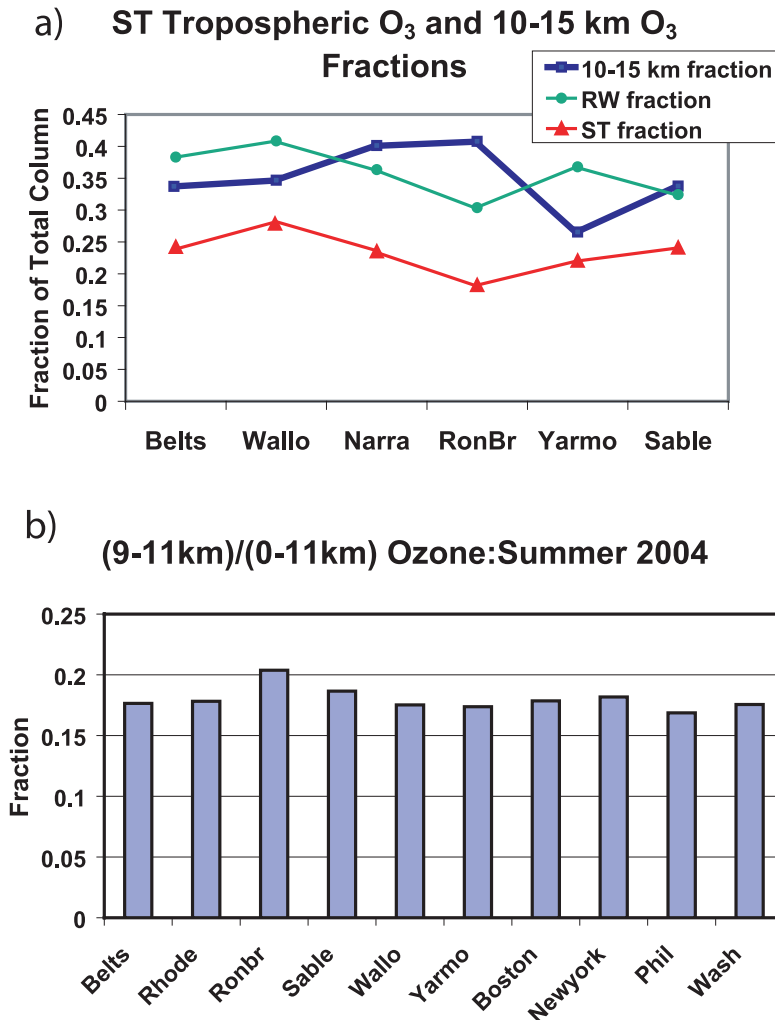 a)
ST Tropospheric O₃ and 10-15 km O₃
Fractions
10-15 km fraction
RW fraction
ST fraction
Fraction of Total Column
0.45
0.4
0.35
0.3
0.25
0.2
0.15
0.1
0.05
0
Belts Wallo Narra RonBr Yarmo Sable
b)
(9-11km)/(0-11km) Ozone:Summer 2004
Fraction
0.25
0.2
0.15
0.1
0.05
0
Belts Rhode Ronbr Sable Wallo Yarmo Boston Newyork Phil Wash